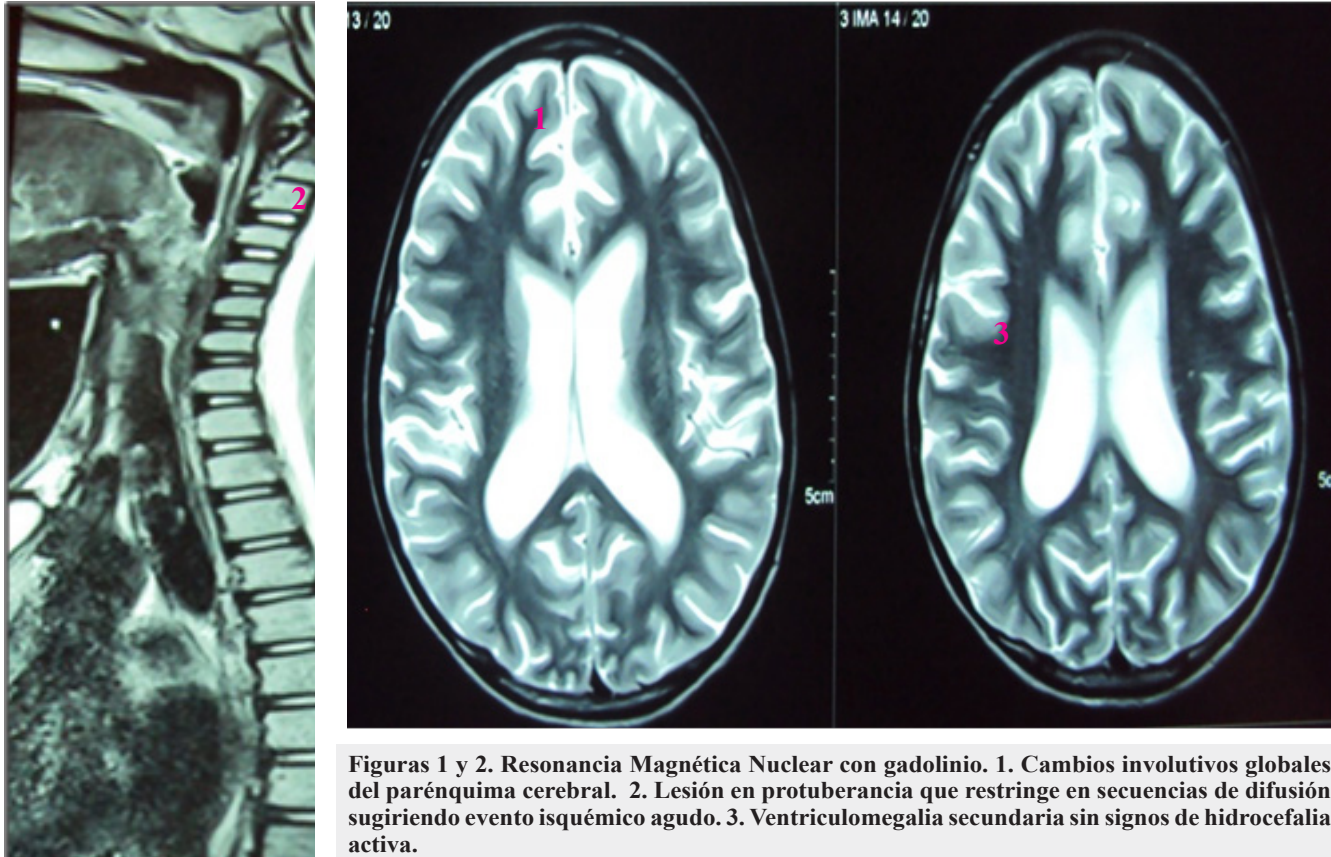 13 / 20
3 IMA 14 / 20
1
2
3
5cm
Figuras 1 y 2. Resonancia Magnética Nuclear con gadolinio. 1. Cambios involutivos globales
del parénquima cerebral. 2. Lesión en protuberancia que restringe en secuencias de difusión
sugiriendo evento isquémico agudo. 3. Ventriculomegalia secundaria sin signos de hidrocefalia
activa.